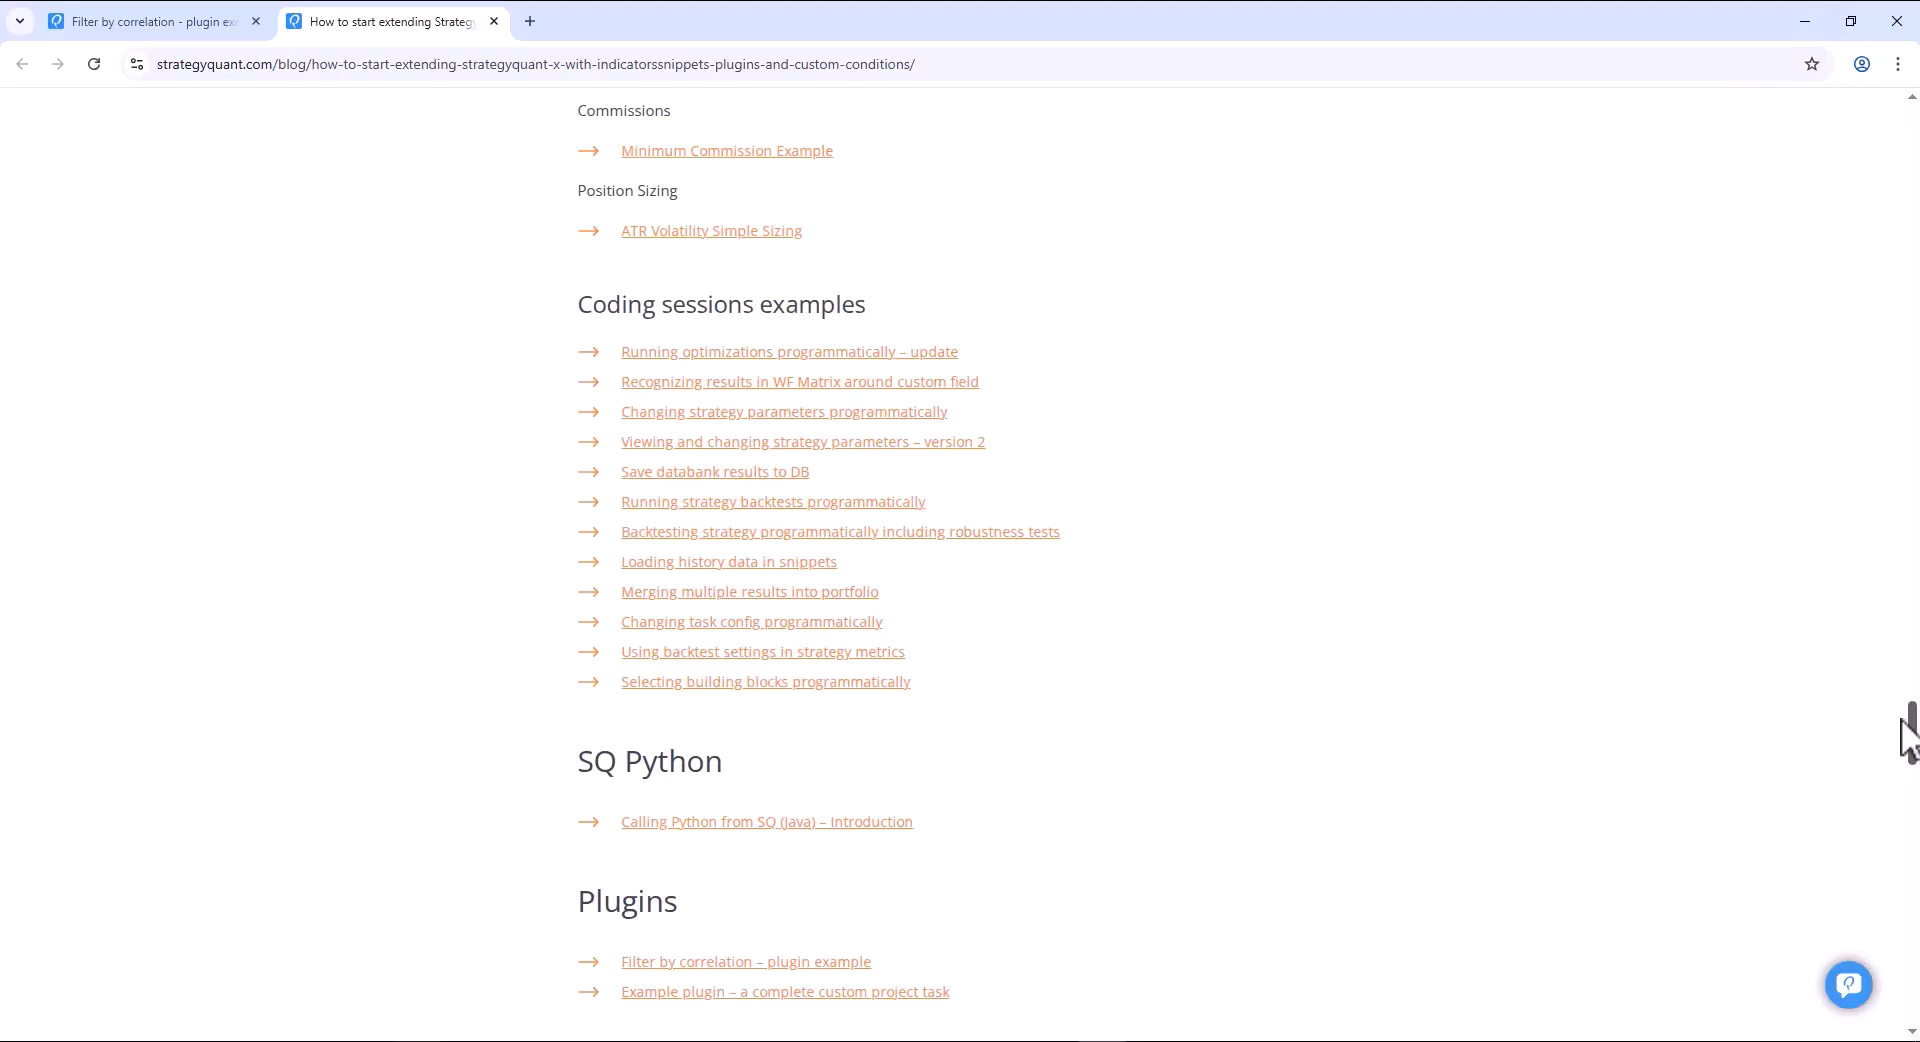 Filter by correlation - plugin ex
How to start extending Strateg
strategyquant.com/blog/how-to-start-extending-strategyquant-x-with-indicatorssnippets-plugins-and-custom-conditions/
Commissions
Minimum Commission Example
Position Sizing
ATR Volatility Simple Sizing
Coding sessions examples
Running optimizations programmatically – update
Recognizing results in WF Matrix around custom field
Changing strategy parameters programmatically
Viewing and changing strategy parameters – version 2
Save databank results to DB
Running strategy backtests programmatically
Backtesting strategy programmatically including robustness tests
Loading history data in snippets
Merging multiple results into portfolio
Changing task config programmatically
Using backtest settings in strategy metrics
Selecting building blocks programmatically
SQ Python
Calling Python from SQ (Java) – Introduction
Plugins
Filter by correlation – plugin example
Example plugin – a complete custom project task